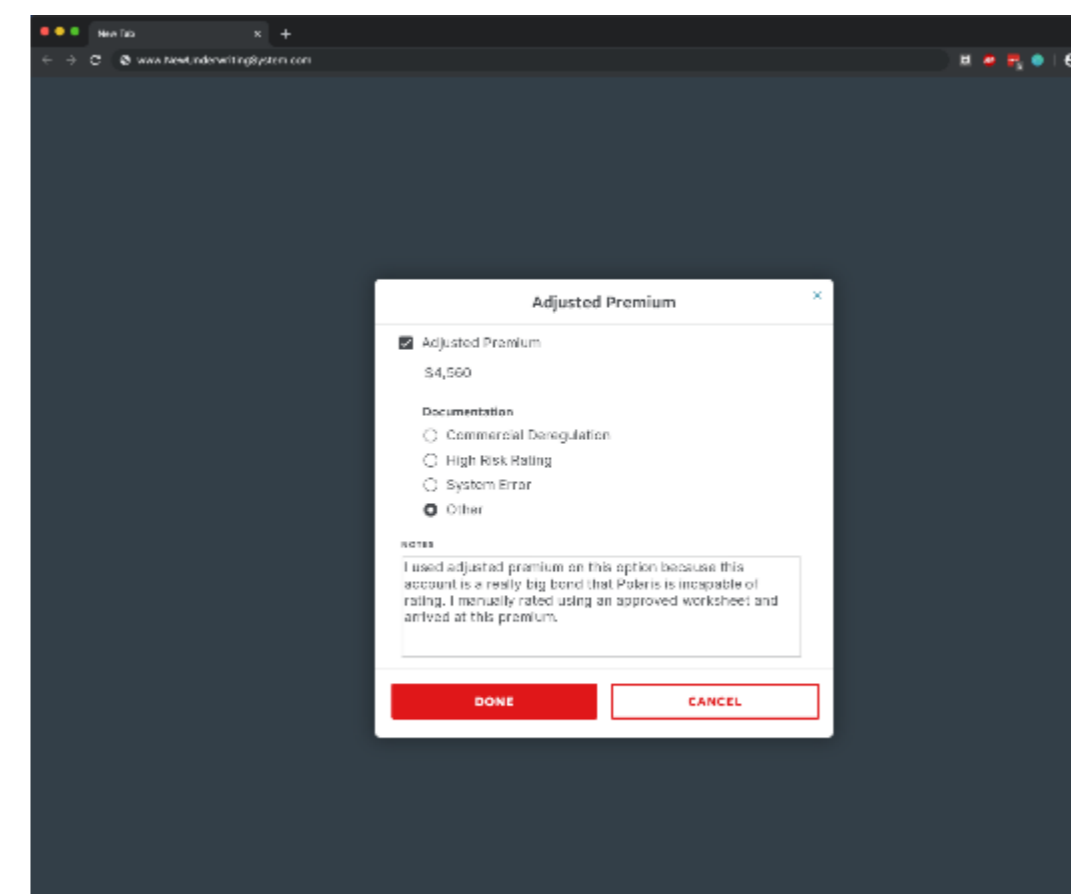 New Tab
www.NewUnderwritingSystem.com
Adjusted Premium
Adjusted Premium
$4,560
Documentation
Commercial Deregulation
High Risk Rating
System Error
Other
NOTES
I used adjusted premium on this option because this
account is a really big bond that Polaris is incapable of
rating. I manually rated using an approved worksheet and
arrived at this premium.
DONE
CANCEL